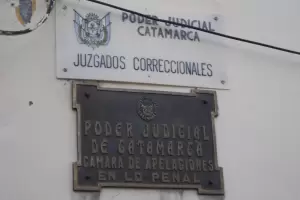 PODER JUDICIAL
CATAMARCA
JUZGADOS CORRECCIONALES
PODER JUDICIAL
DE CATAMARCA
CAMARA DE APELACIONES
EN LO PENAL